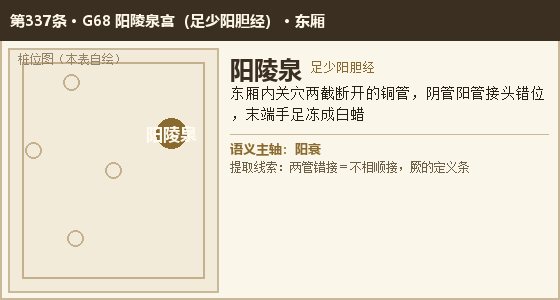 第337条·G68 阳陵泉宫（足少阳胆经）·东厢
桩位图（本表自绘）
阳陵泉
阳陵泉 足少阳胆经
东厢内关穴两截断开的铜管，阴管阳管接头错位
，末端手足冻成白蜡
语义主轴：阳衰
提取线索：两管错接＝不相顺接，厥的定义条